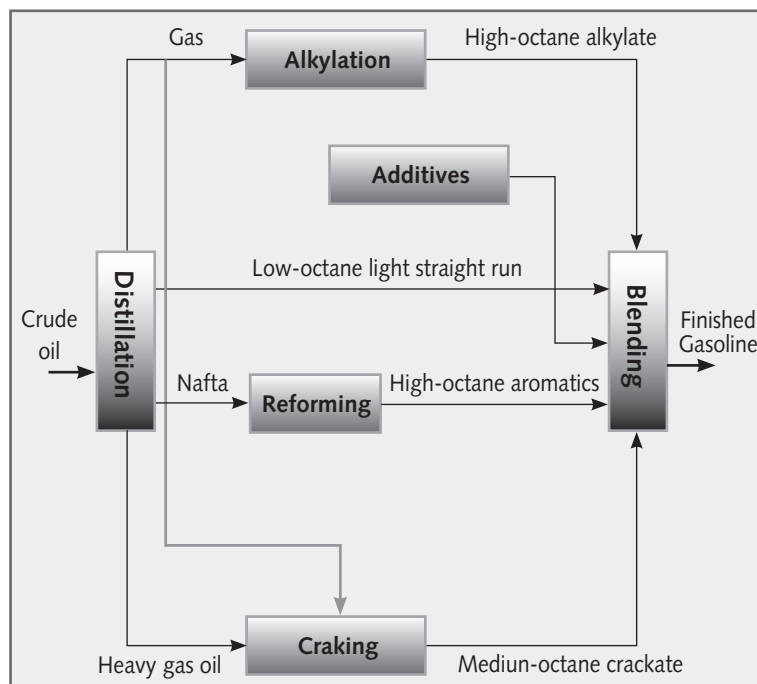 Gas
High-octane alkylate
Alkylation
Additives
Low-octane light straight run
Distillation
Blending
Crude
oil
Finished
Gasoline
Nafta
High-octane aromatics
Reforming
Craking
Heavy gas oil
Mediun-octane crackate